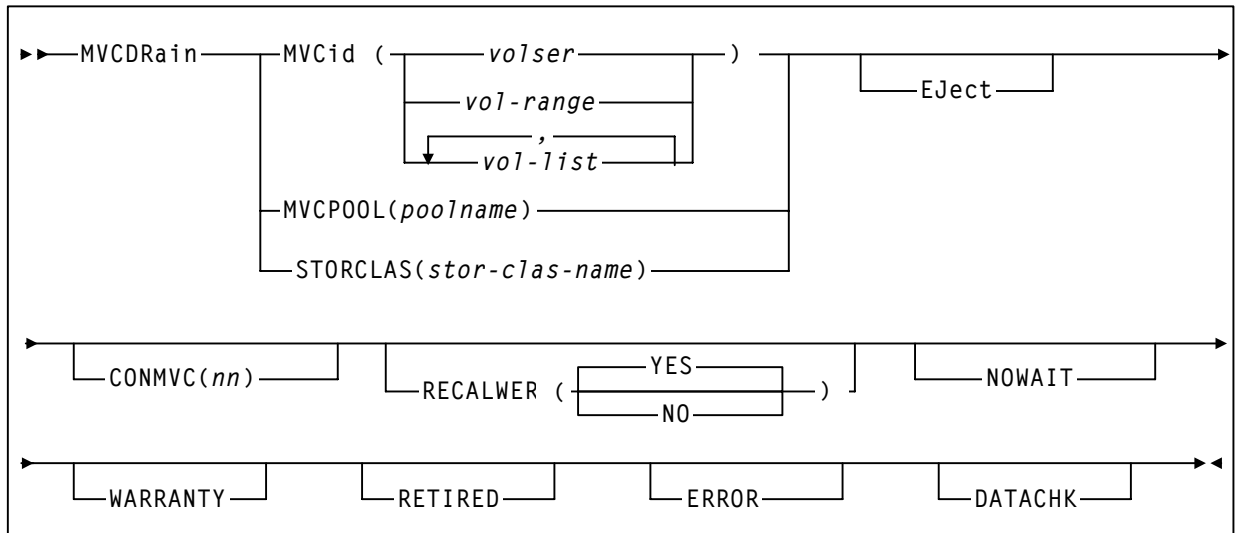 MVCDRain MVCid ( volser )
EJect
vol-range
,
vol-list
MVCPOOL(poolname)
STORCLAS(stor-clas-name)
CONMVC(nn) RECALWER ( YES ) NOWAIT
NO
WARRANTY RETIRED ERROR DATACHK